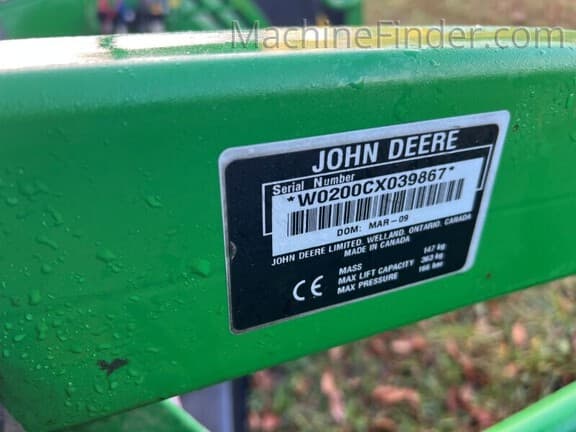 MachineFinder.com
JOHN DEERE
Serial Number
*W0200CX039867*
DOM: MAR-09
JOHN DEERE LIMITED, WELLAND, ONTARIO, CANADA
MADE IN CANADA
MASS 147 kg
MAX LIFT CAPACITY 363 kg
MAX PRESSURE 166 bar
CE